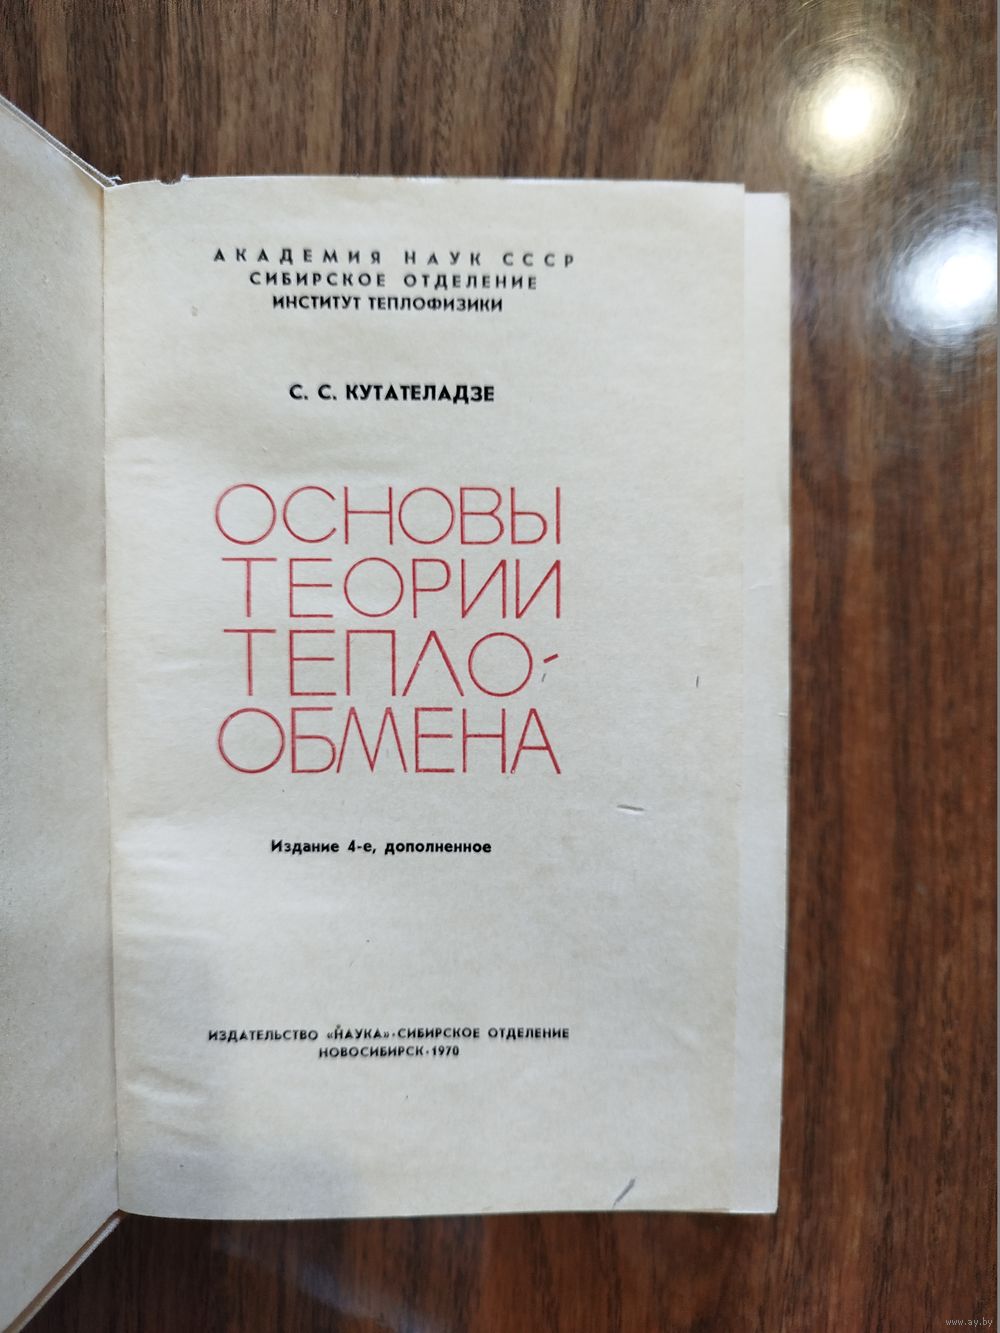 АКАДЕМИЯ НАУК СССР
СИБИРСКОЕ ОТДЕЛЕНИЕ
ИНСТИТУТ ТЕПЛОФИЗИКИ
С. С. КУТАТЕЛАДЗЕ
ОСНОВЫ
ТЕОРИИ
ТЕПЛО-
ОБМЕНА
Издание 4-е, дополненное
ИЗДАТЕЛЬСТВО «НАУКА»·СИБИРСКОЕ ОТДЕЛЕНИЕ
НОВОСИБИРСК·1970
www.ay.by